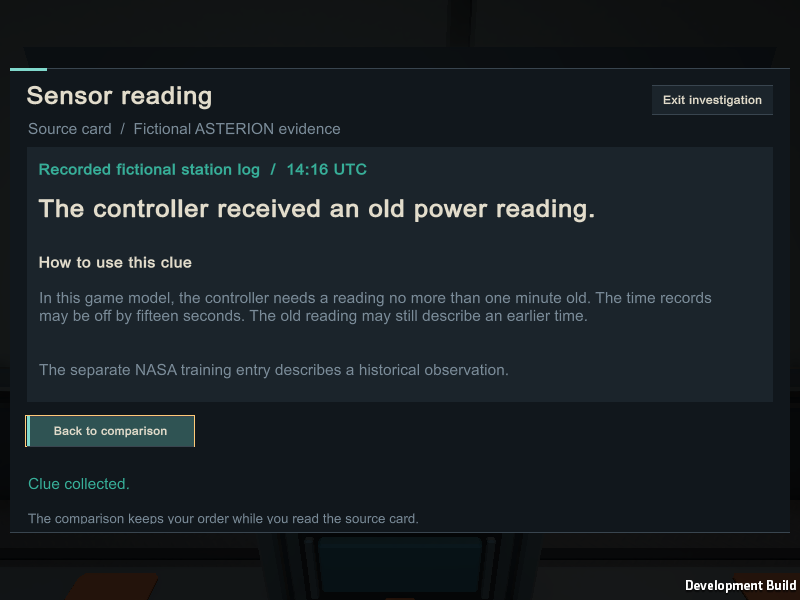 Sensor reading
Exit investigation
Source card / Fictional ASTERION evidence
Recorded fictional station log / 14:16 UTC
The controller received an old power reading.
How to use this clue
In this game model, the controller needs a reading no more than one minute old. The time records
may be off by fifteen seconds. The old reading may still describe an earlier time.
The separate NASA training entry describes a historical observation.
Back to comparison
Clue collected.
The comparison keeps your order while you read the source card.
Development Build